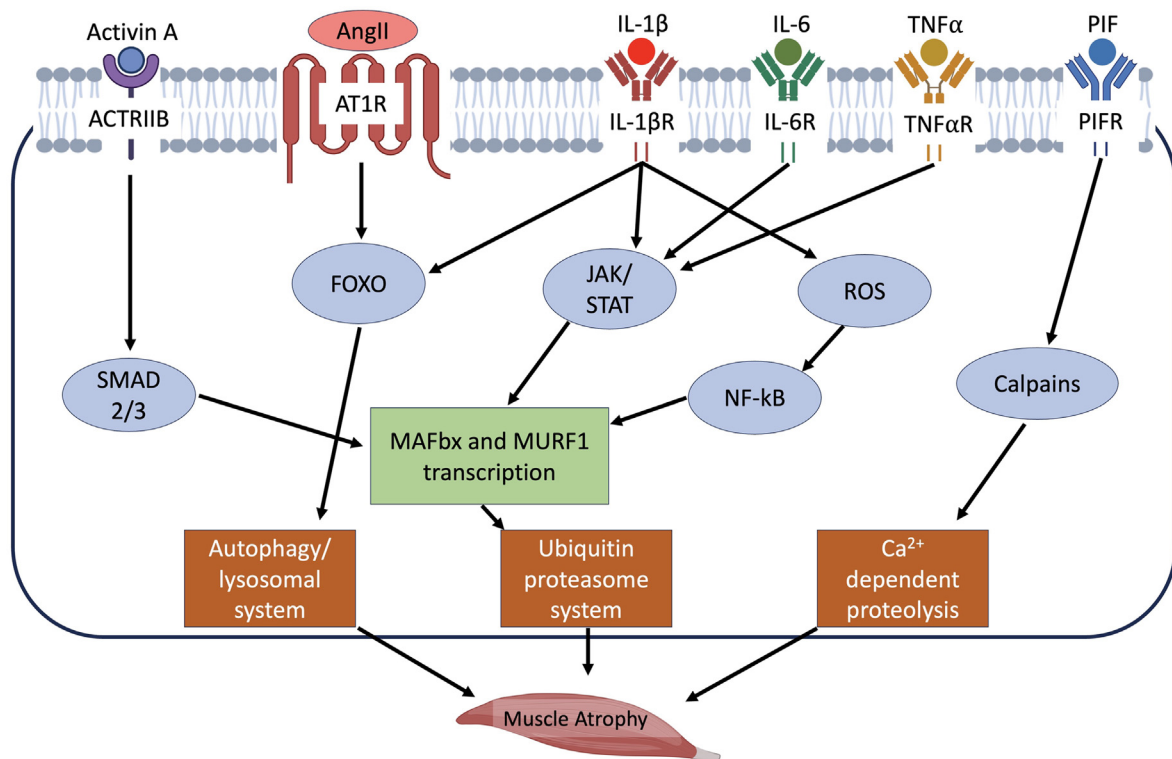 Activin A
AngII
IL-1β
IL-6
TNFα
PIF
ACTRIIB
AT1R
IL-1βR
IL-6R
TNFαR
PIFR
FOXO
JAK/
STAT
ROS
SMAD
2/3
NF-kB
Calpains
MAFbx and MURF1
transcription
Autophagy/
lysosomal
system
Ubiquitin
proteasome
system
Ca²⁺
dependent
proteolysis
Muscle Atrophy